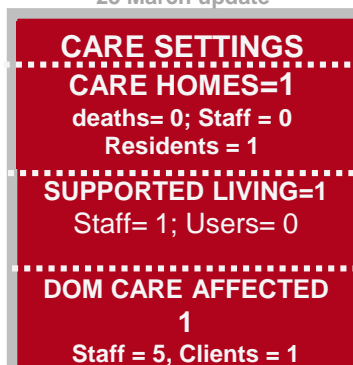 CARE SETTINGS
CARE HOMES=1
deaths= 0; Staff = 0
Residents = 1
SUPPORTED LIVING=1
Staff= 1; Users= 0
DOM CARE AFFECTED
1
Staff = 5, Clients = 1